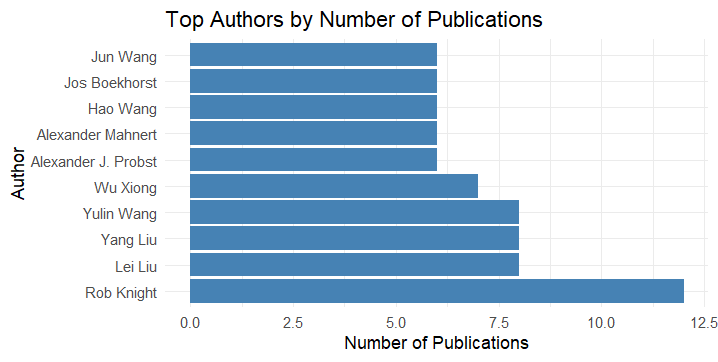 Top Authors by Number of Publications
Author
Jun Wang
Jos Boekhorst
Hao Wang
Alexander Mahnert
Alexander J. Probst
Wu Xiong
Yulin Wang
Yang Liu
Lei Liu
Rob Knight
0.0 2.5 5.0 7.5 10.0 12.5
Number of Publications